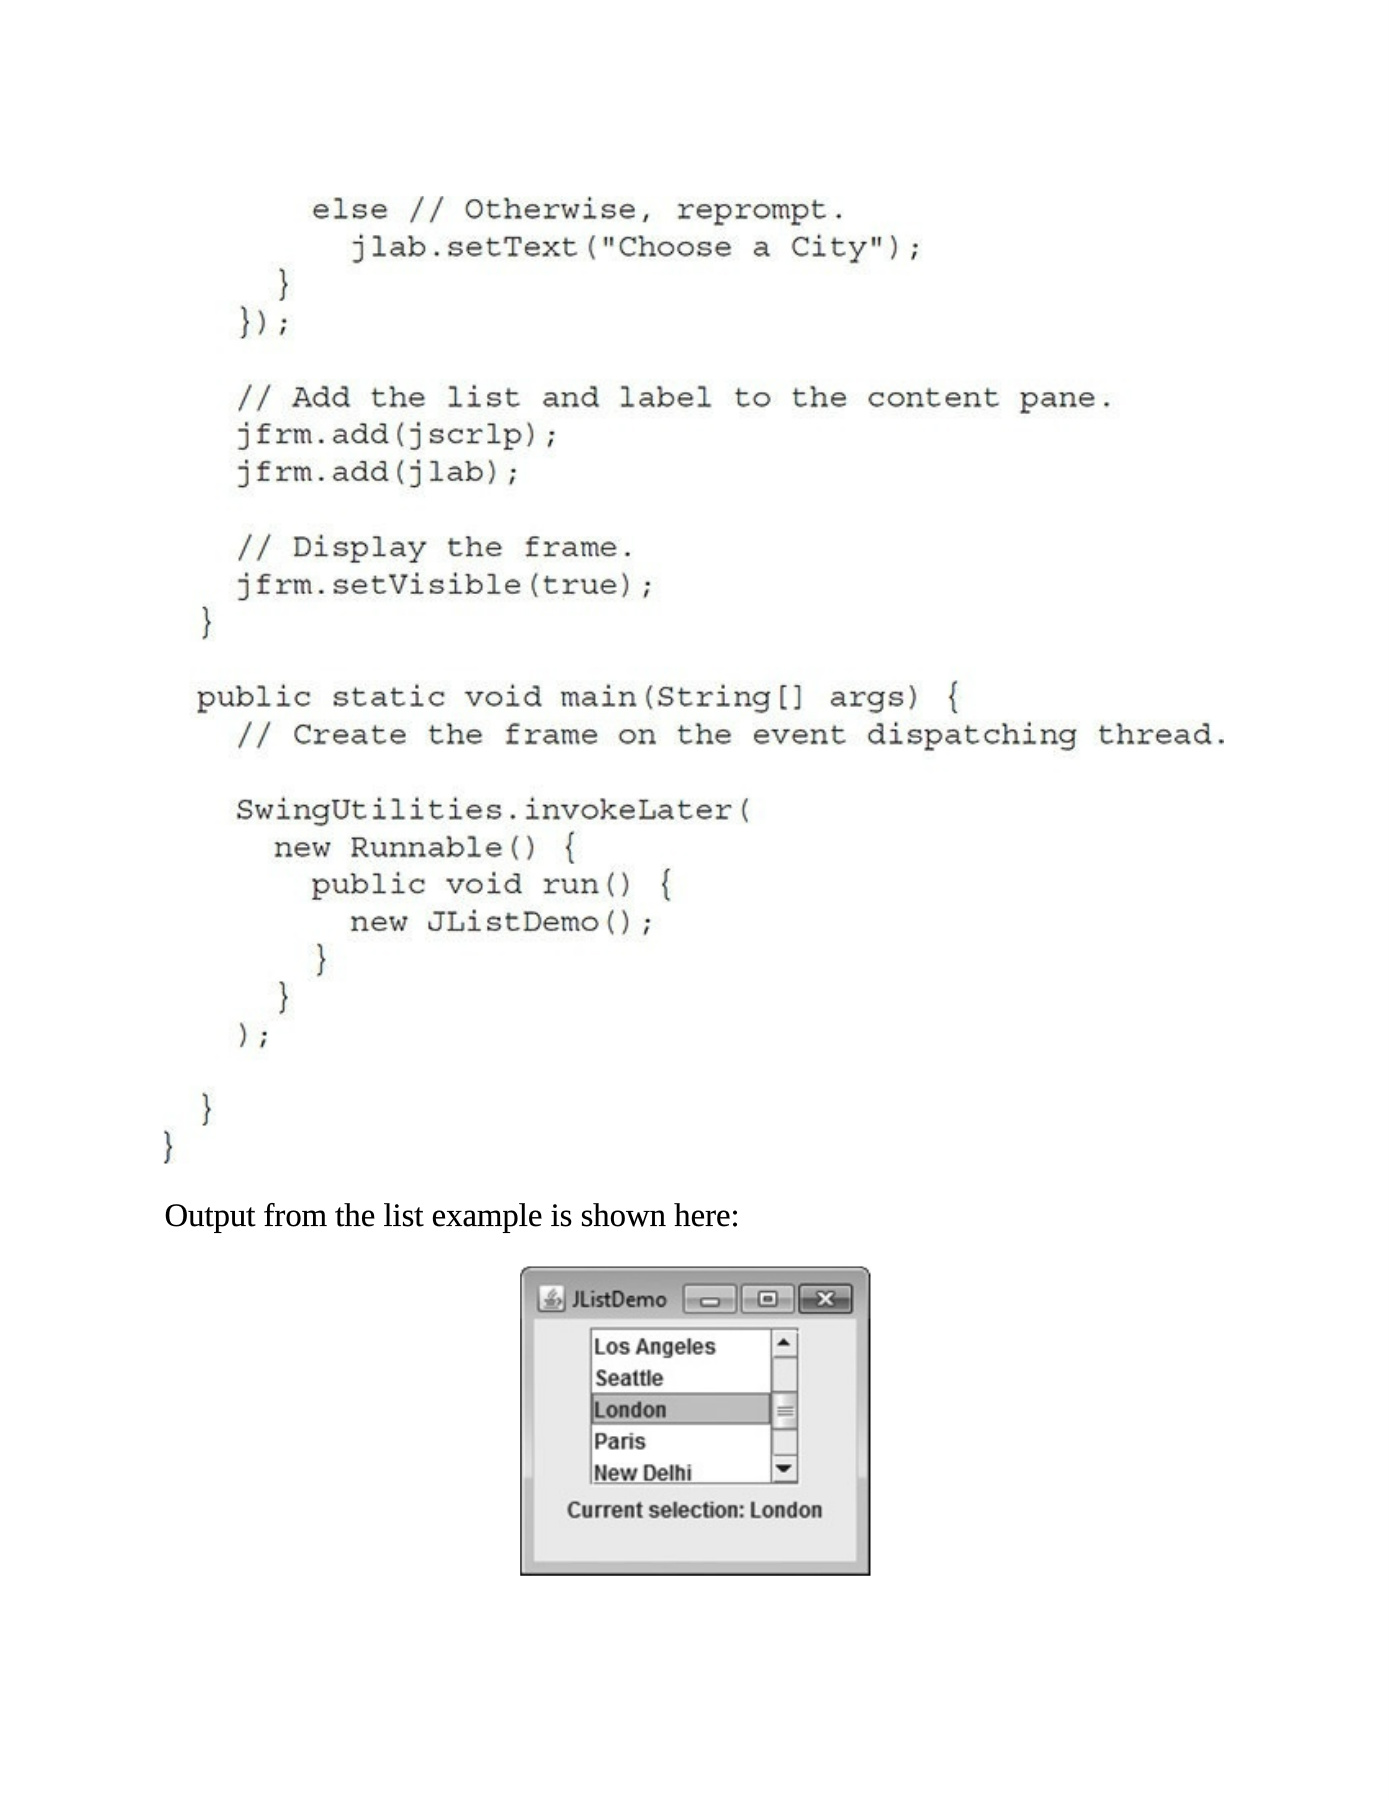 else // Otherwise, reprompt.
        jlab.setText("Choose a City");
    }
  });

  // Add the list and label to the content pane.
  jfrm.add(jscrlp);
  jfrm.add(jlab);

  // Display the frame.
  jfrm.setVisible(true);
 }

 public static void main(String[] args) {
  // Create the frame on the event dispatching thread.

  SwingUtilities.invokeLater(
    new Runnable() {
      public void run() {
        new JListDemo();
      }
    }
  );

 }
}
Output from the list example is shown here:
JListDemo
Los Angeles
Seattle
London
Paris
New Delhi
Current selection: London